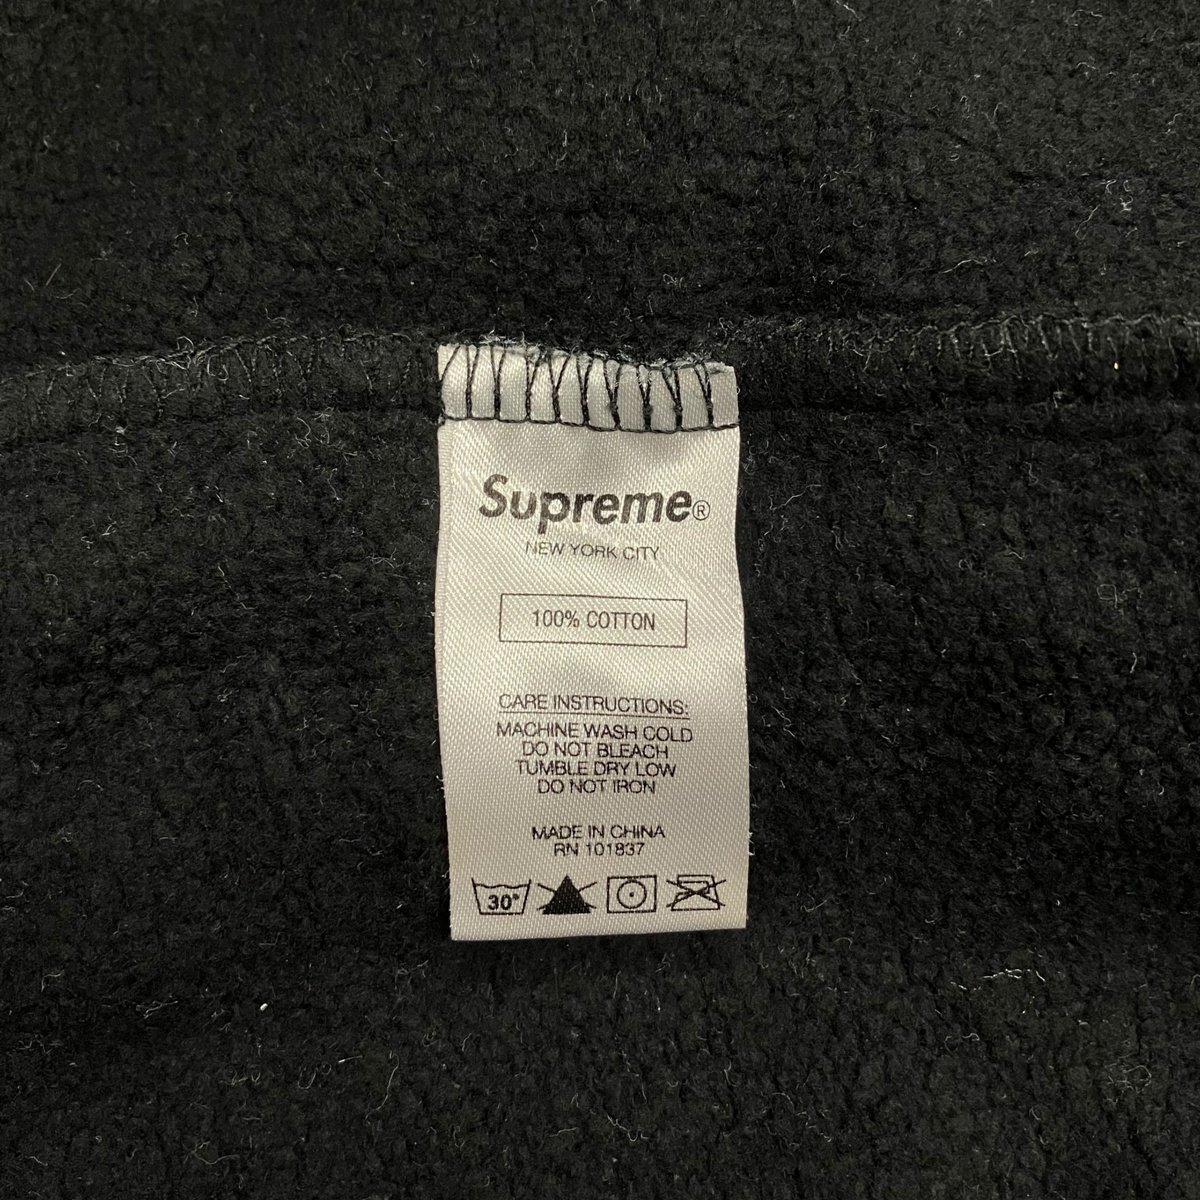 Supreme®
NEW YORK CITY
100% COTTON
CARE INSTRUCTIONS:
MACHINE WASH COLD
DO NOT BLEACH
TUMBLE DRY LOW
DO NOT IRON
MADE IN CHINA
RN 101837
30°